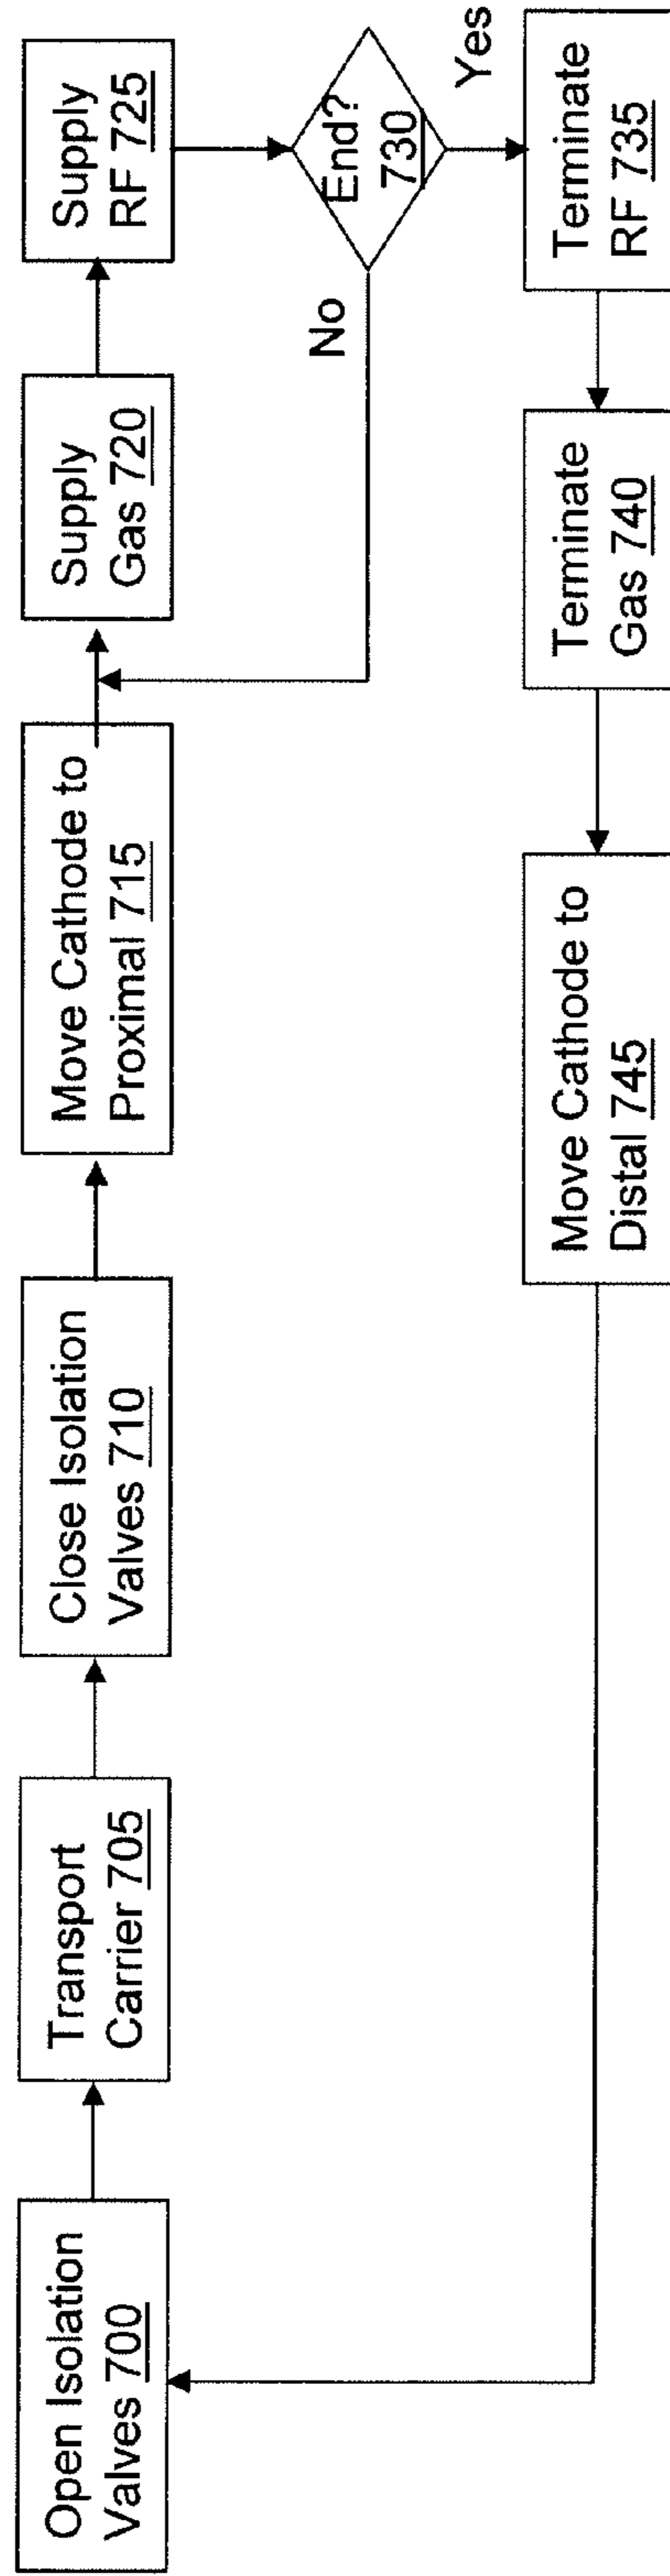 Open Isolation
Valves 700
Transport
Carrier 705
Close Isolation
Valves 710
Move Cathode to
Proximal 715
Supply
Gas 720
Supply
RF 725
End?
730
No
Yes
Terminate
RF 735
Terminate
Gas 740
Move Cathode to
Distal 745